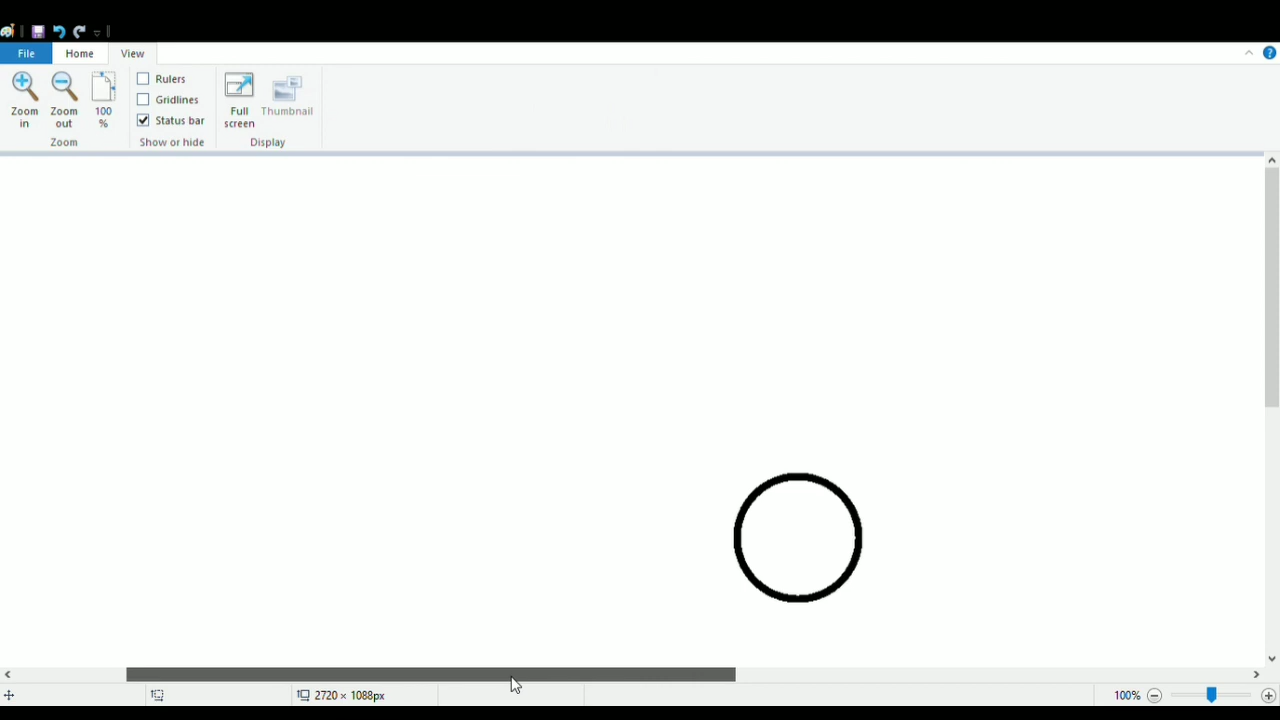 File Home View
Zoom in
Zoom out
100 %
Rulers
Gridlines
Status bar
Full screen
Thumbnail
Zoom
Show or hide
Display
2720 × 1088px
100%